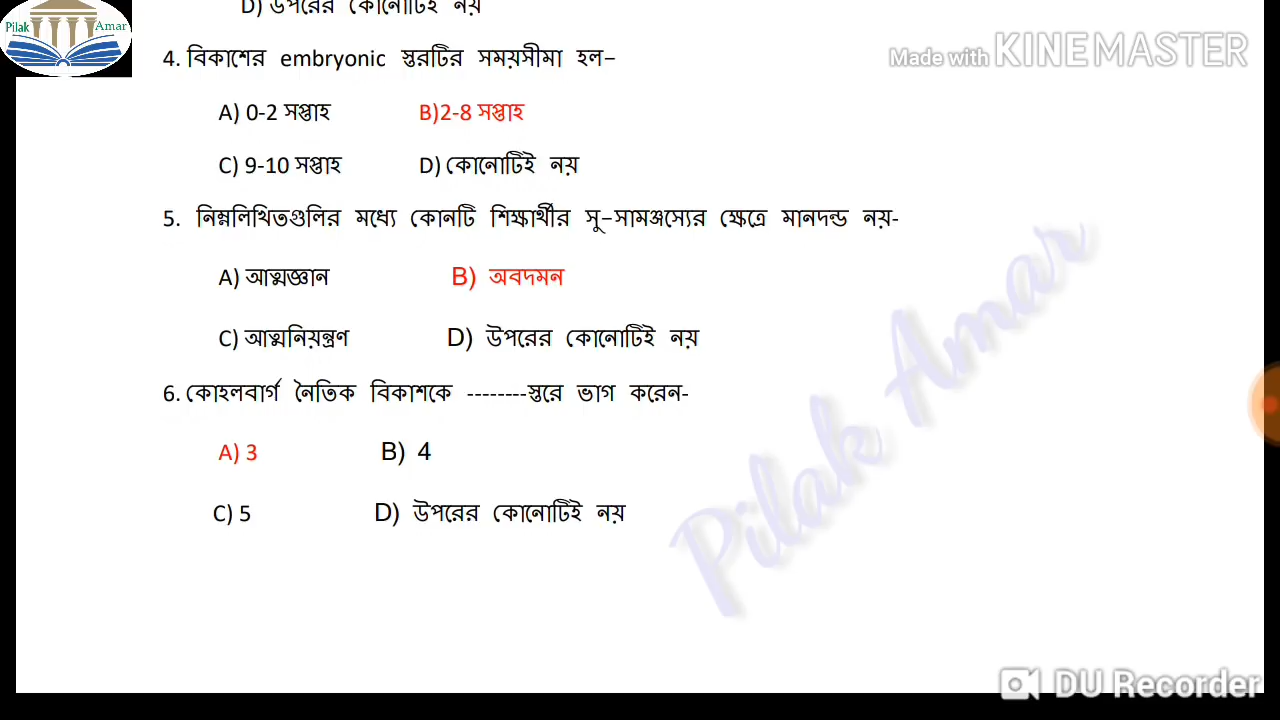 D) উপরের কোনোটিই নয়
Pilak Amar
Made with KINEMASTER
4. বিকাশের embryonic স্তরটির সময়সীমা হল–
A) 0-2 সপ্তাহ B)2-8 সপ্তাহ
C) 9-10 সপ্তাহ D) কোনোটিই নয়
5. নিম্নলিখিতগুলির মধ্যে কোনটি শিক্ষার্থীর সু–সামঞ্জস্যের ক্ষেত্রে মানদন্ড নয়-
A) আত্মজ্ঞান B) অবদমন
C) আত্মনিয়ন্ত্রণ D) উপরের কোনোটিই নয়
6. কোহলবার্গ নৈতিক বিকাশকে --------স্তরে ভাগ করেন-
A) 3 B) 4
C) 5 D) উপরের কোনোটিই নয়
Pilak Amar
DU Recorder